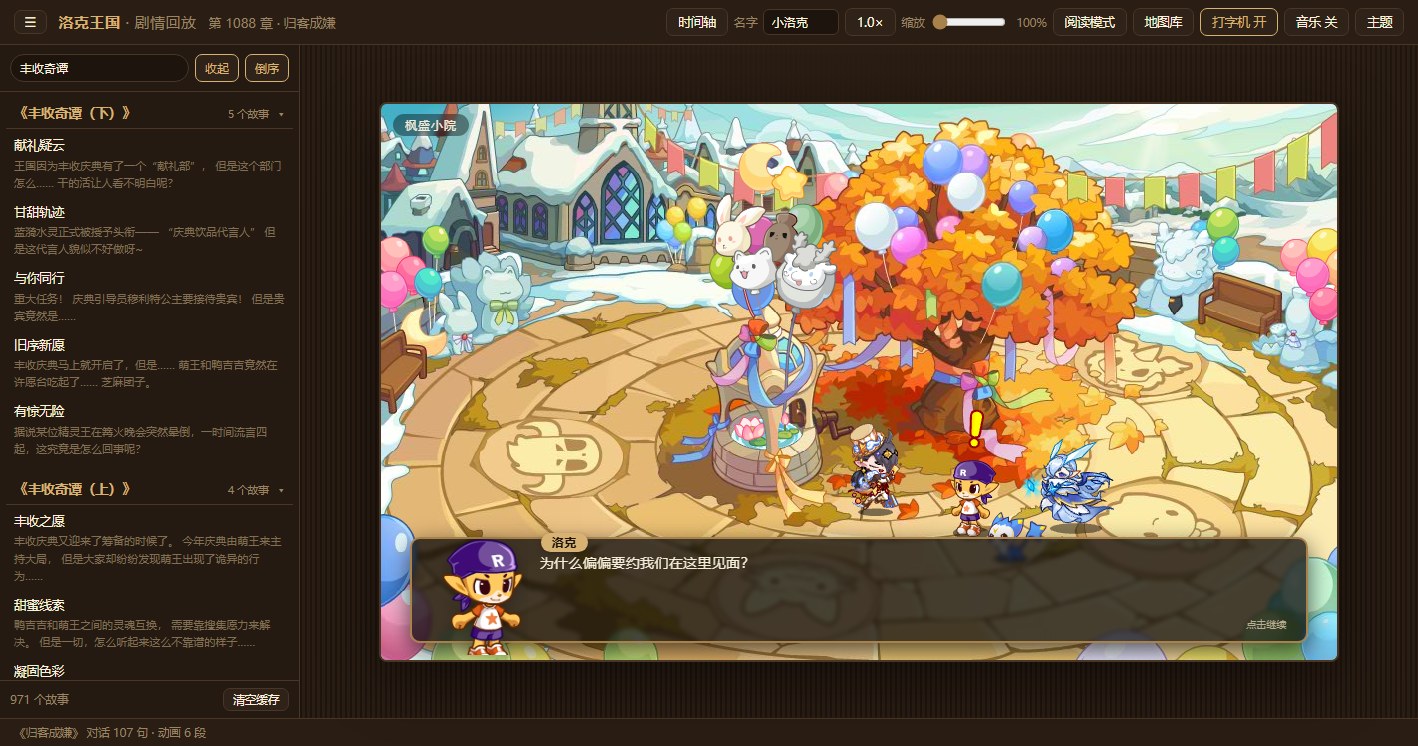 ☰ 洛克王国 · 剧情回放 第 1088 章 · 归客成嫌 时间轴 名字 小洛克 1.0× 缩放 100% 阅读模式 地图库 打字机 开 音乐 关 主题
丰收奇谭 收起 倒序
《丰收奇谭（下）》 5 个故事 ▾
献礼疑云
王国因为丰收庆典有了一个“献礼部”， 但是这个部门
怎么…… 干的活让人看不明白呢?
甘甜轨迹
蓝骑水灵正式被授予头衔—— “庆典饮品代言人” 但
是这代言人貌似不好做呀~
与你同行
重大任务！ 庆典引导员穆利特公主要接待贵宾！ 但是贵
宾竟然是……
旧序新愿
丰收庆典马上就开启了，但是…… 萌王和鸭吉吉竟然在
许愿台吃起了…… 芝麻团子。
有惊无险
据说某位精灵王在篝火晚会突然晕倒，一时间流言四
起，这究竟是怎么回事呢?
《丰收奇谭（上）》 4 个故事 ▾
丰收之愿
丰收庆典又迎来了筹备的时候了。 今年庆典由萌王来主
持大局， 但是大家却纷纷发现萌王出现了诡异的行
为……
甜蜜线索
鸭吉吉和萌王之间的灵魂互换， 需要靠搜集愿力来解
决。 但是一切，怎么听起来这么不靠谱的样子……
凝固色彩
971 个故事 清空缓存
枫盛小院
R
R
洛克
为什么偏偏要约我们在这里见面?
点击继续
《归客成嫌》 对话 107 句 · 动画 6 段